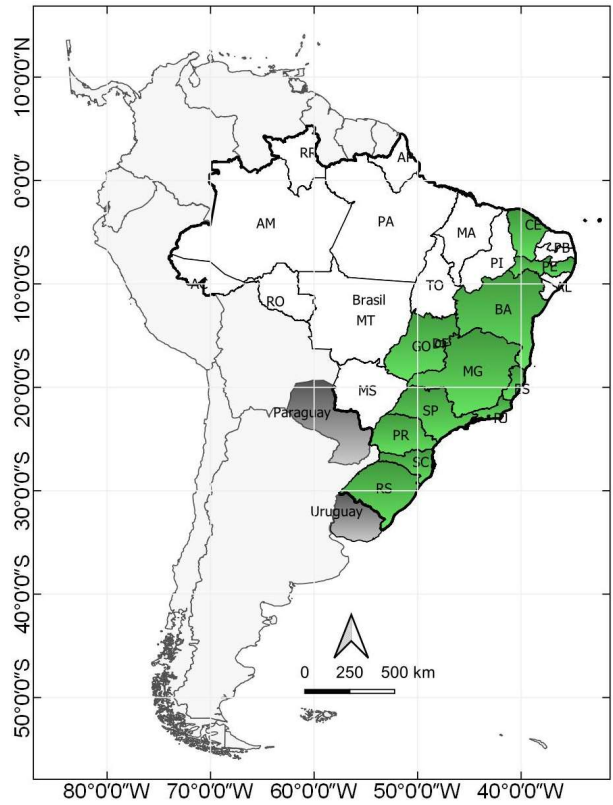 10°0'0"N
0°0'0"
10°0'0"S
20°0'0"S
30°0'0"S
40°0'0"S
50°0'0"S
RR
AM
PA
MA
CE
PB
PI
PE
AL
AC
RO
TO
Brasil
MT
BA
GO
DF
MG
MS
ES
Paraguay
SP
RJ
PR
SC
RS
Uruguay
0 250 500 km
80°0'0"W 70°0'0"W 60°0'0"W 50°0'0"W 40°0'0"W